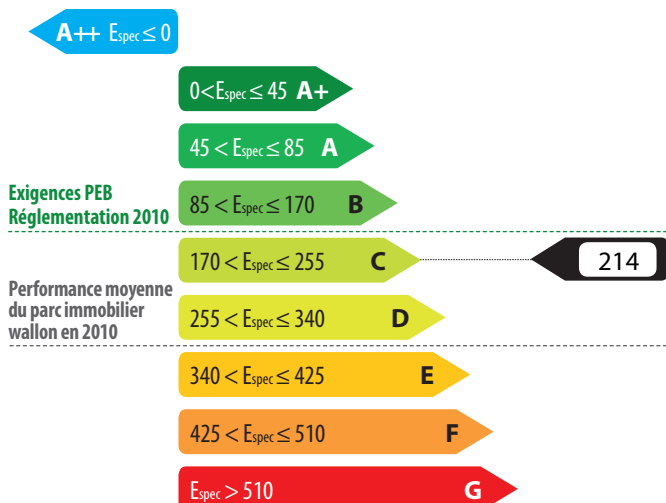 A++ Espec ≤ 0
0<Espec ≤ 45 A+
45 < Espec ≤ 85 A
Exigences PEB
Réglementation 2010
85 < Espec ≤ 170 B
170 < Espec ≤ 255 C
214
Performance moyenne
du parc immobilier
wallon en 2010
255 < Espec ≤ 340 D
340 < Espec ≤ 425 E
425 < Espec ≤ 510 F
Espec > 510 G